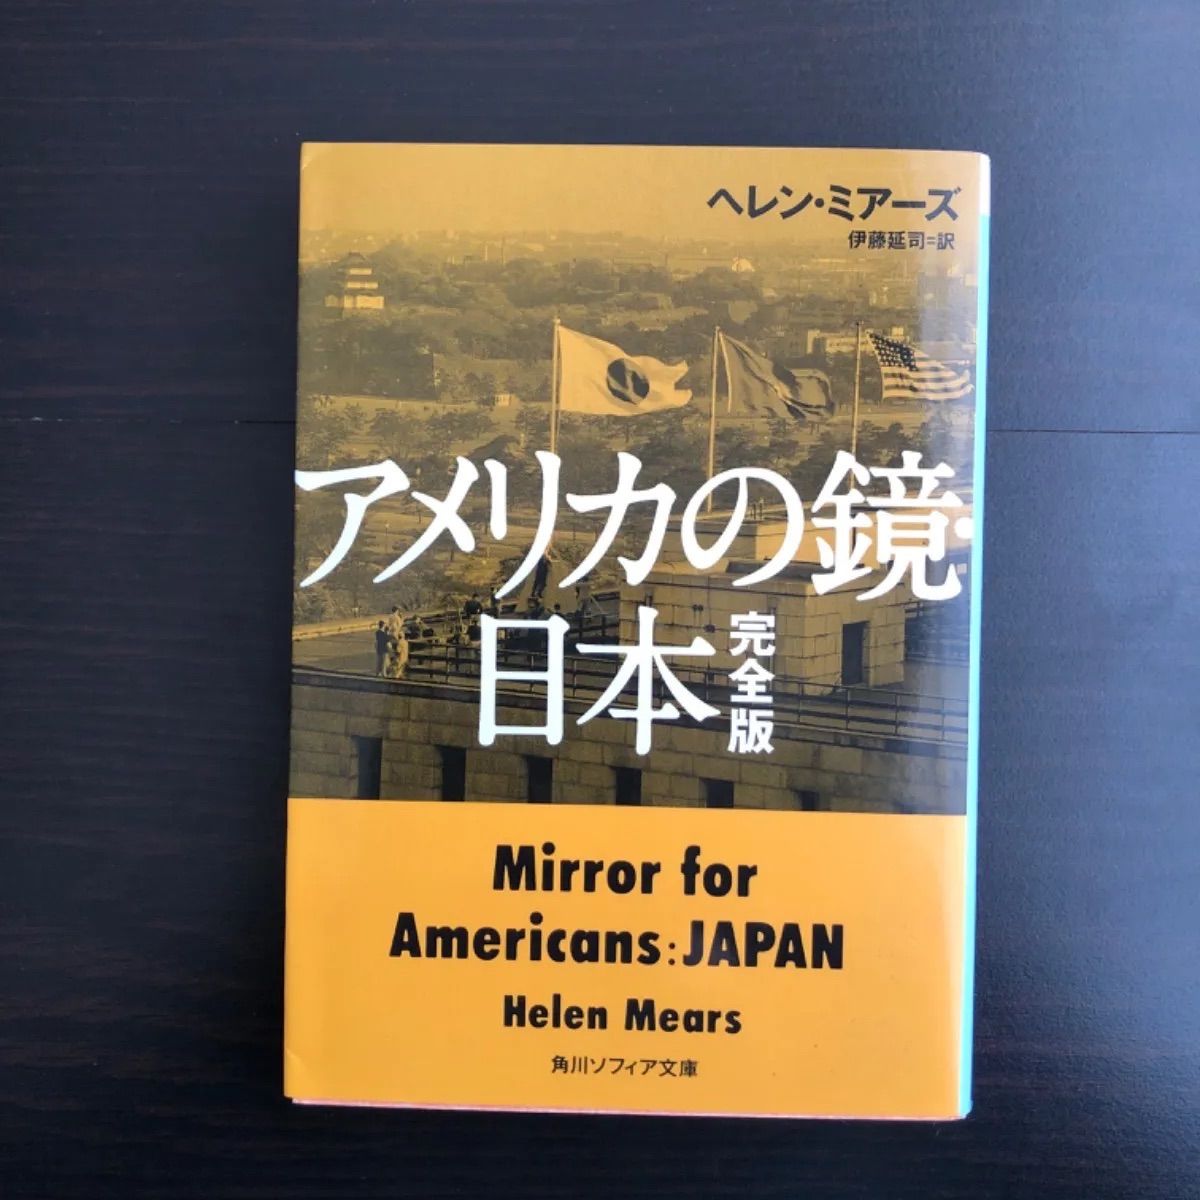 ヘレン・ミアーズ
伊藤延司=訳
アメリカの鏡・
日本
完全版
Mirror for
Americans:JAPAN
Helen Mears
角川ソフィア文庫